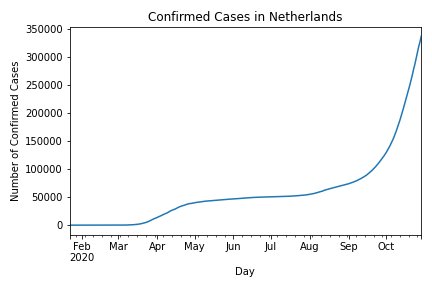 Confirmed Cases in Netherlands
350000
300000
250000
200000
150000
100000
50000
0
Number of Confirmed Cases
Feb Mar Apr May Jun Jul Aug Sep Oct
2020
Day